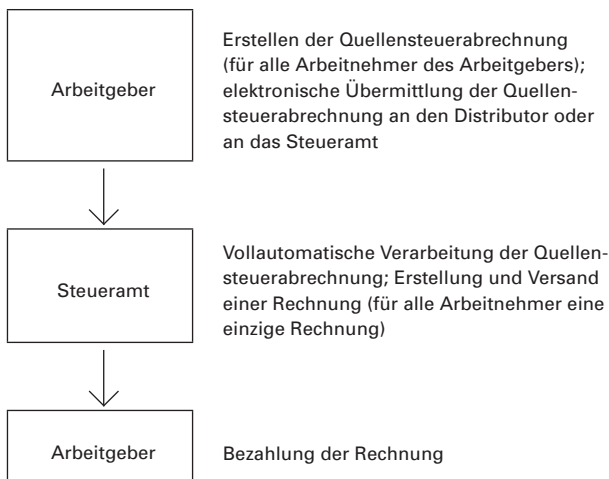 Arbeitgeber
Erstellen der Quellensteuerabrechnung
(für alle Arbeitnehmer des Arbeitgebers);
elektronische Übermittlung der Quellen-
steuerabrechnung an den Distributor oder
an das Steueramt
Steueramt
Vollautomatische Verarbeitung der Quellen-
steuerabrechnung; Erstellung und Versand
einer Rechnung (für alle Arbeitnehmer eine
einzige Rechnung)
Arbeitgeber
Bezahlung der Rechnung